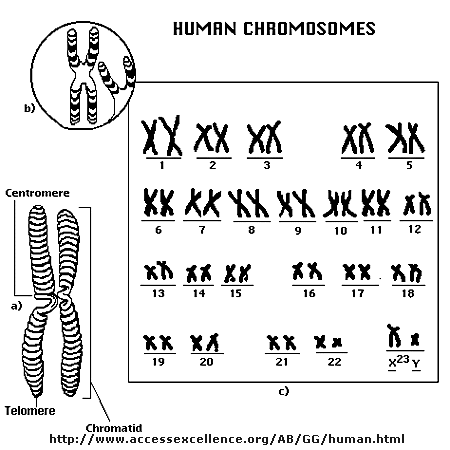 HUMAN CHROMOSOMES
b)
1 2 3 4 5
Centromere
6 7 8 9 10 11 12
a)
13 14 15 16 17 18
19 20 21 22 X 23 Y
c)
Telomere
Chromatid
http://www.accessexcellence.org/AB/GG/human.html